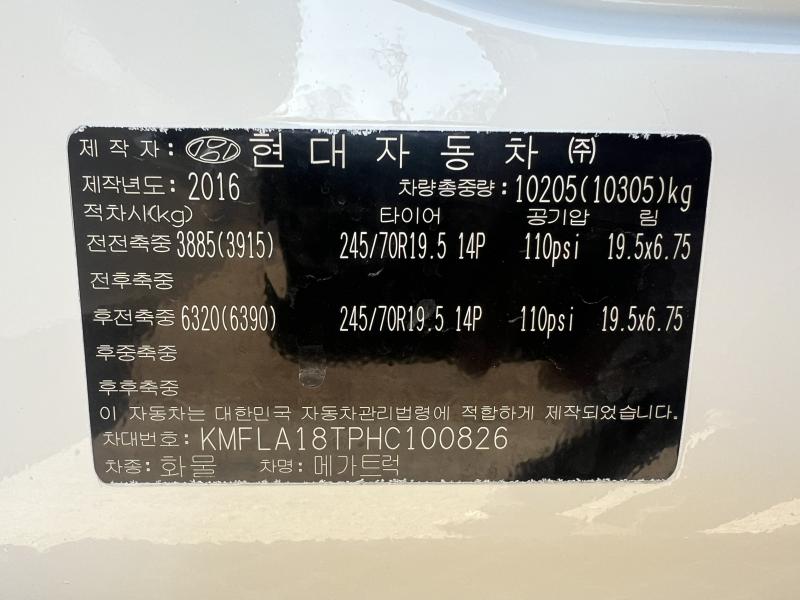 제작자: 현대자동차 ㈜
제작년도: 2016 차량총중량: 10205(10305)kg
적차시(kg) 타이어 공기압 림
전전축중 3885(3915) 245/70R19.5 14P 110psi 19.5x6.75
전후축중
후전축중 6320(6390) 245/70R19.5 14P 110psi 19.5x6.75
후중축중
후후축중
이 자동차는 대한민국 자동차관리법령에 적합하게 제작되었습니다.
차대번호: KMFLA18TPHC100826
차종: 화물 차명: 메가트럭